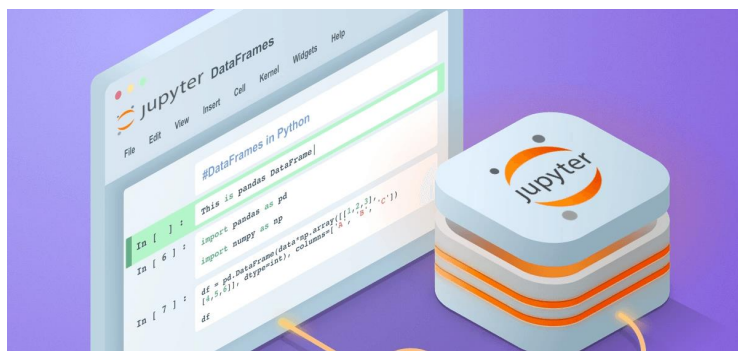 Jupyter DataFrames
File Edit View Insert Cell Kernel Widgets Help
#DataFrames in Python
In [ ] : This is pandas DataFrame|
In [ 6 ] : import pandas as pd
import numpy as np
In [ 7 ] : df = pd.DataFrame(data*np.array([[1,2,3],
[4,5,6]], dtype=int), columns=['A', 'B', 'C'])
df
Jupyter